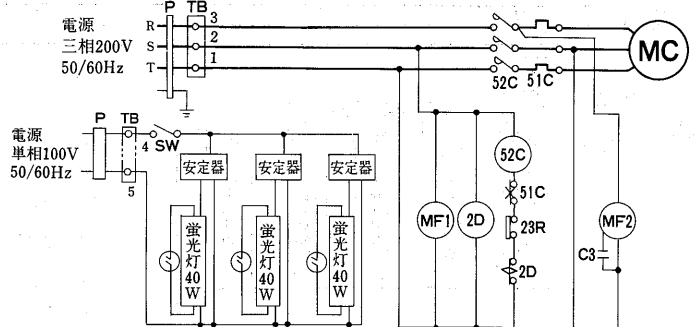 電源
三相200V
50/60Hz
P
TB
R
S
T
3
2
1
52C
51C
MC
電源
単相100V
50/60Hz
P
TB
4
SW
5
安定器
安定器
安定器
蛍光灯40W
蛍光灯40W
蛍光灯40W
52C
51C
23R
2D
MF1
2D
MF2
C3